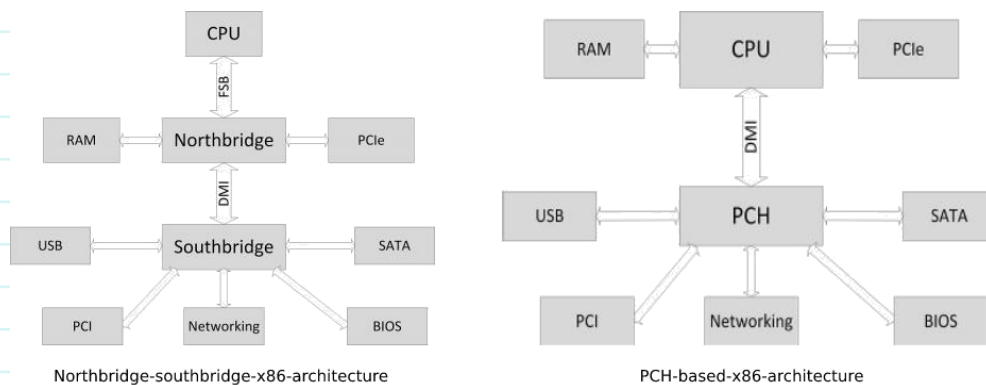 CPU
FSB
RAM
Northbridge
PCIe
DMI
USB
Southbridge
SATA
PCI
Networking
BIOS
Northbridge-southbridge-x86-architecture
RAM
CPU
PCIe
DMI
USB
PCH
SATA
PCI
Networking
BIOS
PCH-based-x86-architecture